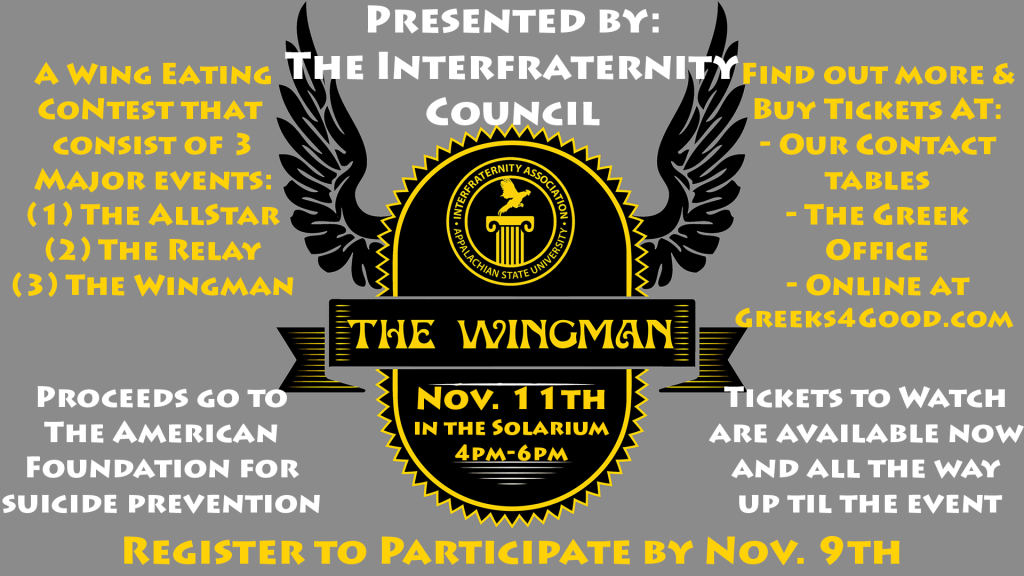 Presented by:
The Interfraternity
Council
A Wing Eating
Contest that
consist of 3
Major events:
(1) The AllStar
(2) The Relay
(3) The Wingman
Find out more &
Buy Tickets At:
- Our Contact
tables
- The Greek
Office
- Online at
Greeks4Good.com
• INTERFRATERNITY ASSOCIATION •
APPALACHIAN STATE UNIVERSITY
THE WINGMAN
Nov. 11th
in the Solarium
4pm-6pm
Proceeds go to
The American
Foundation for
suicide prevention
Tickets to Watch
are available now
and all the way
up til the event
Register to Participate by Nov. 9th